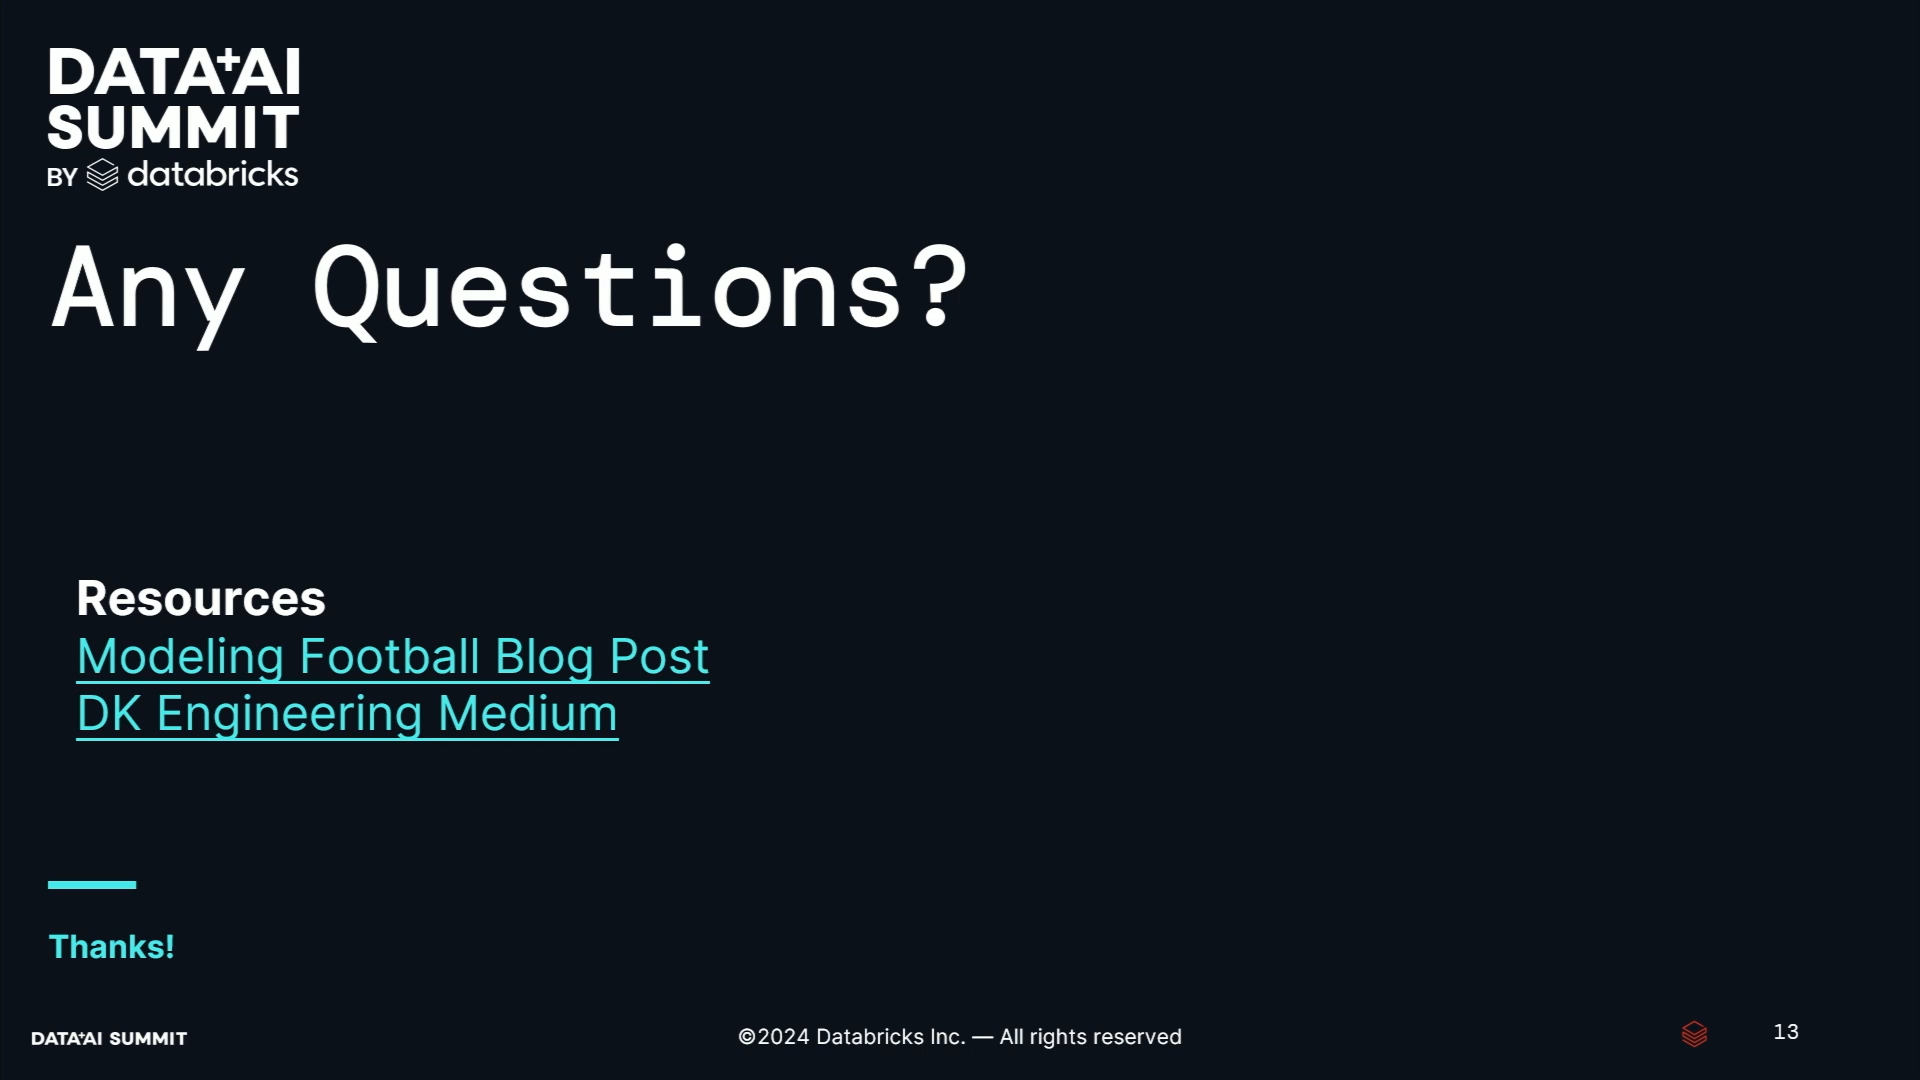 DATA+AI
SUMMIT
BY databricks
Any Questions?
Resources
Modeling Football Blog Post
DK Engineering Medium
Thanks!
DATA+AI SUMMIT
©2024 Databricks Inc. — All rights reserved
13